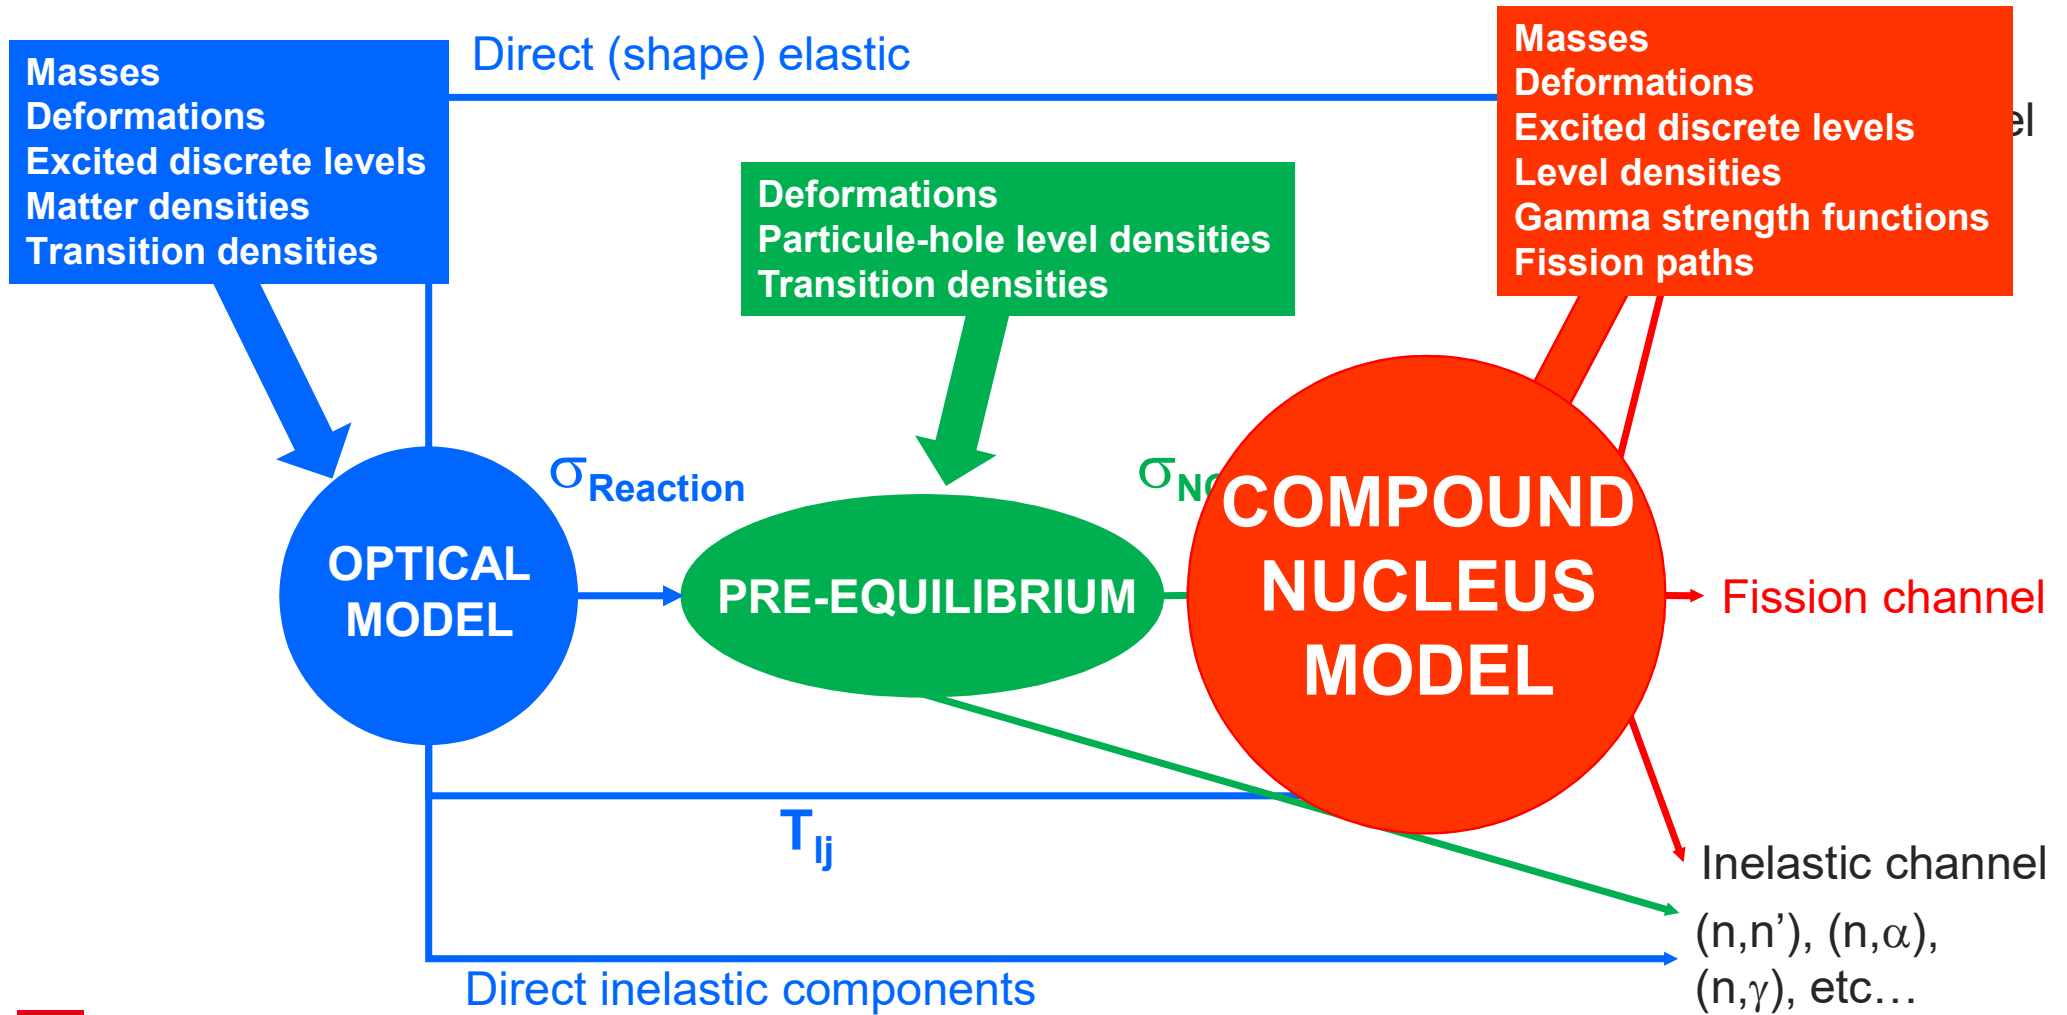 Direct (shape) elastic
Masses
Deformations
Excited discrete levels
Matter densities
Transition densities
Deformations
Particule-hole level densities
Transition densities
Masses
Deformations
Excited discrete levels
Level densities
Gamma strength functions
Fission paths
el
σReaction
σN
OPTICAL
MODEL
PRE-EQUILIBRIUM
COMPOUND
NUCLEUS
MODEL
Fission channel
Tlj
Inelastic channel
(n,n’), (n,α),
(n,γ), etc…
Direct inelastic components